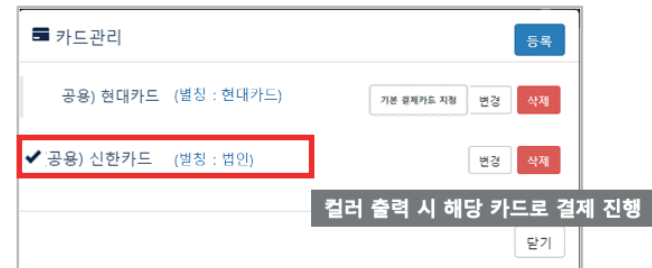 카드관리
등록
공용) 현대카드 (별칭 : 현대카드) 기본 결제카드 지정 변경 삭제
공용) 신한카드 (별칭 : 법인) 변경 삭제
컬러 출력 시 해당 카드로 결제 진행
닫기